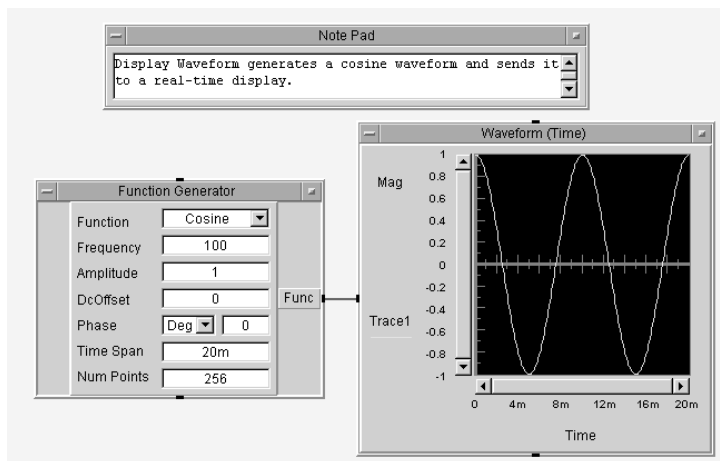 Note Pad
Display Waveform generates a cosine waveform and sends it
to a real-time display.
Function Generator
Function Cosine
Frequency 100
Amplitude 1
DcOffset 0
Phase Deg 0
Time Span 20m
Num Points 256
Func
Waveform (Time)
Mag
Trace1
1
0.8
0.6
0.4
0.2
0
-0.2
-0.4
-0.6
-0.8
-1
0 4m 8m 12m 16m 20m
Time